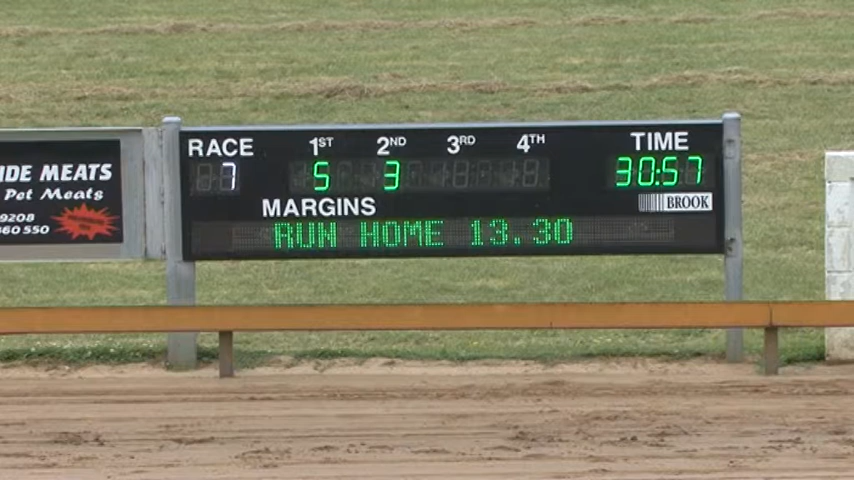 IDE MEATS
Pet Meats
9208
860 550
RACE 1ST 2ND 3RD 4TH TIME
7 5 3 30:57
MARGINS
BROOK
RUN HOME 13.30